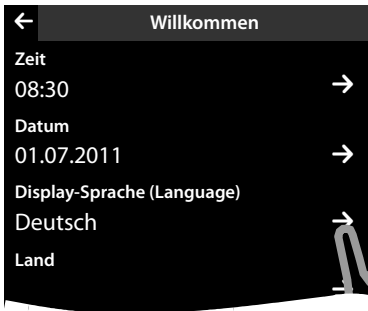 Willkommen
Zeit
08:30
Datum
01.07.2011
Display-Sprache (Language)
Deutsch
Land